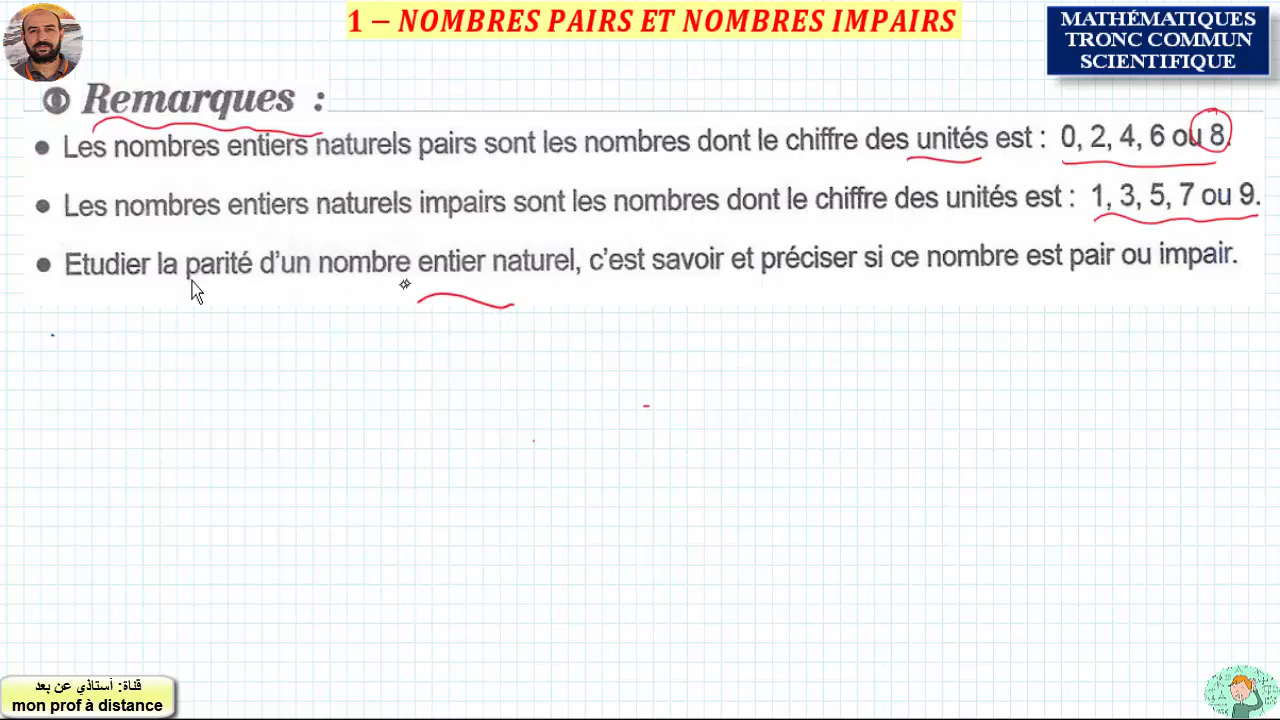 1 – NOMBRES PAIRS ET NOMBRES IMPAIRS
MATHÉMATIQUES
TRONC COMMUN
SCIENTIFIQUE
① Remarques :
• Les nombres entiers naturels pairs sont les nombres dont le chiffre des unités est : 0, 2, 4, 6 ou 8.
• Les nombres entiers naturels impairs sont les nombres dont le chiffre des unités est : 1, 3, 5, 7 ou 9.
• Etudier la parité d'un nombre entier naturel, c'est savoir et préciser si ce nombre est pair ou impair.
قناة: أستاذي عن بعد
mon prof à distance